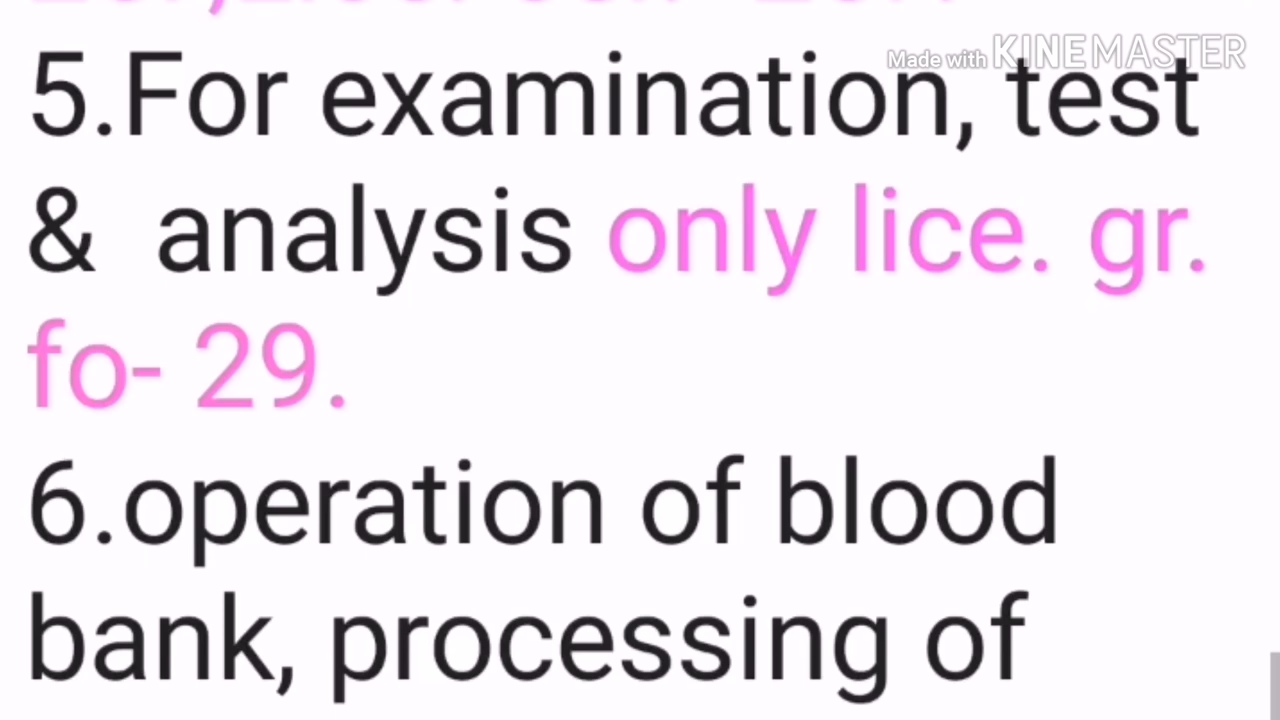 Made with KINEMASTER
5.For examination, test
& analysis only lice. gr.
fo- 29.
6.operation of blood
bank, processing of